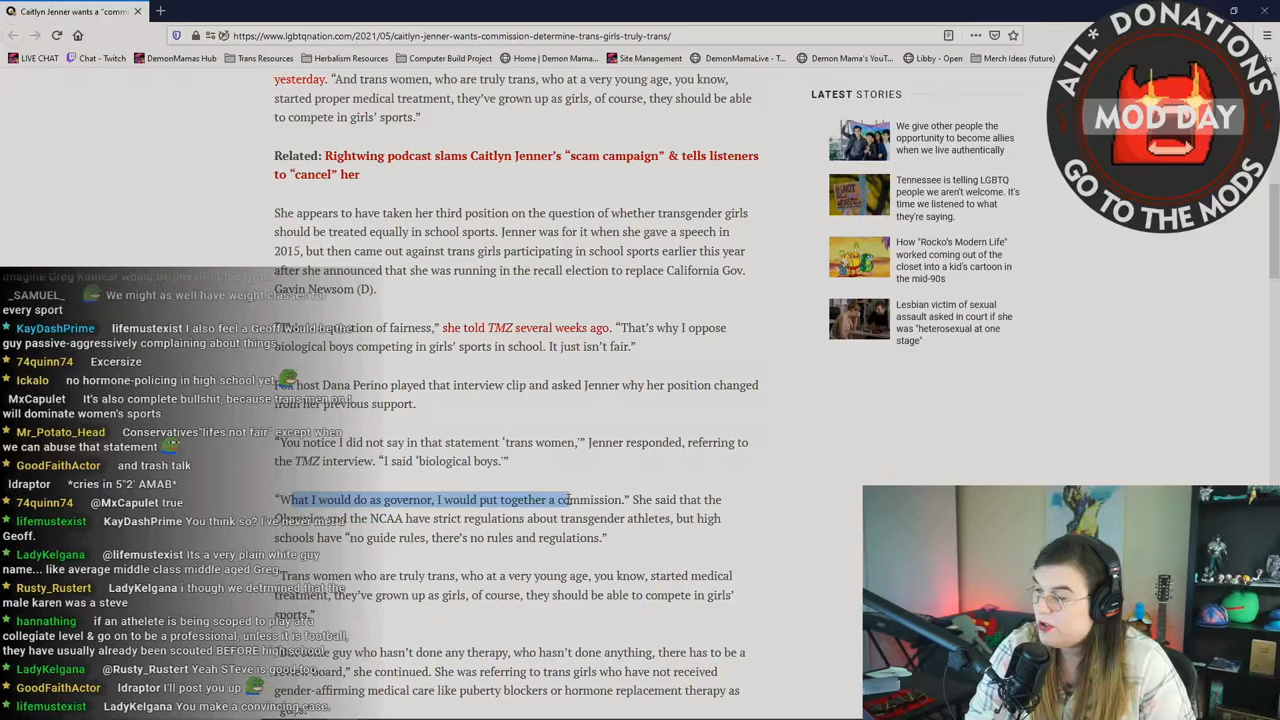 Caitlyn Jenner wants a "com
https://www.lgbtqnation.com/2021/05/caitlyn-jenner-wants-commission-determine-trans-girls-truly-trans/
LIVE CHAT
Chat - Twitch
DemonMamas Hub
Trans Resources
Herbalism Resources
Computer Build Project
Home | Demon Mama...
Site Management
DemonMamaLive - T...
Demon Mama's YouT...
Libby - Open
Merch Ideas (future)
yesterday. “And trans women, who are truly trans, who at a very young age, you know,
started proper medical treatment, they’ve grown up as girls, of course, they should be able
to compete in girls’ sports.”
Related: Rightwing podcast slams Caitlyn Jenner’s “scam campaign” & tells listeners
to “cancel” her
She appears to have taken her third position on the question of whether transgender girls
should be treated equally in school sports. Jenner was for it when she gave a speech in
2015, but then came out against trans girls participating in school sports earlier this year
after she announced that she was running in the recall election to replace California Gov.
Gavin Newsom (D).
question of fairness,” she told TMZ several weeks ago. “That’s why I oppose
biological boys competing in girls’ sports in school. It just isn’t fair.”
Fox host Dana Perino played that interview clip and asked Jenner why her position changed
from her previous support.
“You notice I did not say in that statement ‘trans women,’” Jenner responded, referring to
the TMZ interview. “I said ‘biological boys.’”
“What I would do as governor, I would put together a commission.” She said that the
and the NCAA have strict regulations about transgender athletes, but high
schools have “no guide rules, there’s no rules and regulations.”
“Trans women who are truly trans, who at a very young age, you know, started medical
treatment, they’ve grown up as girls, of course, they should be able to compete in girls’
sports.”
guy who hasn’t done any therapy, who hasn’t done anything, there has to be a
board,” she continued. She was referring to trans girls who have not received
gender-affirming medical care like puberty blockers or hormone replacement therapy as
guys.
LATEST STORIES
We give other people the
opportunity to become allies
when we live authentically
Tennessee is telling LGBTQ
people we aren't welcome. It's
time we listened to what
they're saying.
How "Rocko's Modern Life"
worked coming out of the
closet into a kid's cartoon in
the mid-90s
Lesbian victim of sexual
assault asked in court if she
was "heterosexual at one
stage"
ALL* DONATIONS
MOD DAY
GO TO THE MODS
imagine Greg Kinnear would be one of
_SAMUEL_ We might as well have weight classes for
every sport
KayDashPrime lifemustexist I also feel a Geoff would be the
guy passive-aggressively complaining about things
74quinn74 Excersize
Ickalo no hormone-policing in high school yet
MxCapulet It's also complete bullshit, because trans men on t
will dominate women's sports
Mr_Potato_Head Conservatives"lifes not fair" except when
we can abuse that statement
GoodFaithActor and trash talk
ldraptor *cries in 5"2' AMAB*
74quinn74 @MxCapulet true
lifemustexist KayDashPrime You think so? I've never met a
Geoff.
LadyKelgana @lifemustexist Its a very plain white guy
name... like average middle class middle aged Greg
Rusty_Rustert LadyKelgana i though we detrmined that the
male karen was a steve
hannathing if an athelete is being scoped to play at a
collegiate level & go on to be a professional, unless it is football,
they have usually already been scouted BEFORE high school
LadyKelgana @Rusty_Rustert Yeah STeve is good too
GoodFaithActor ldraptor I'll post you up
lifemustexist LadyKelgana You make a convincing case.